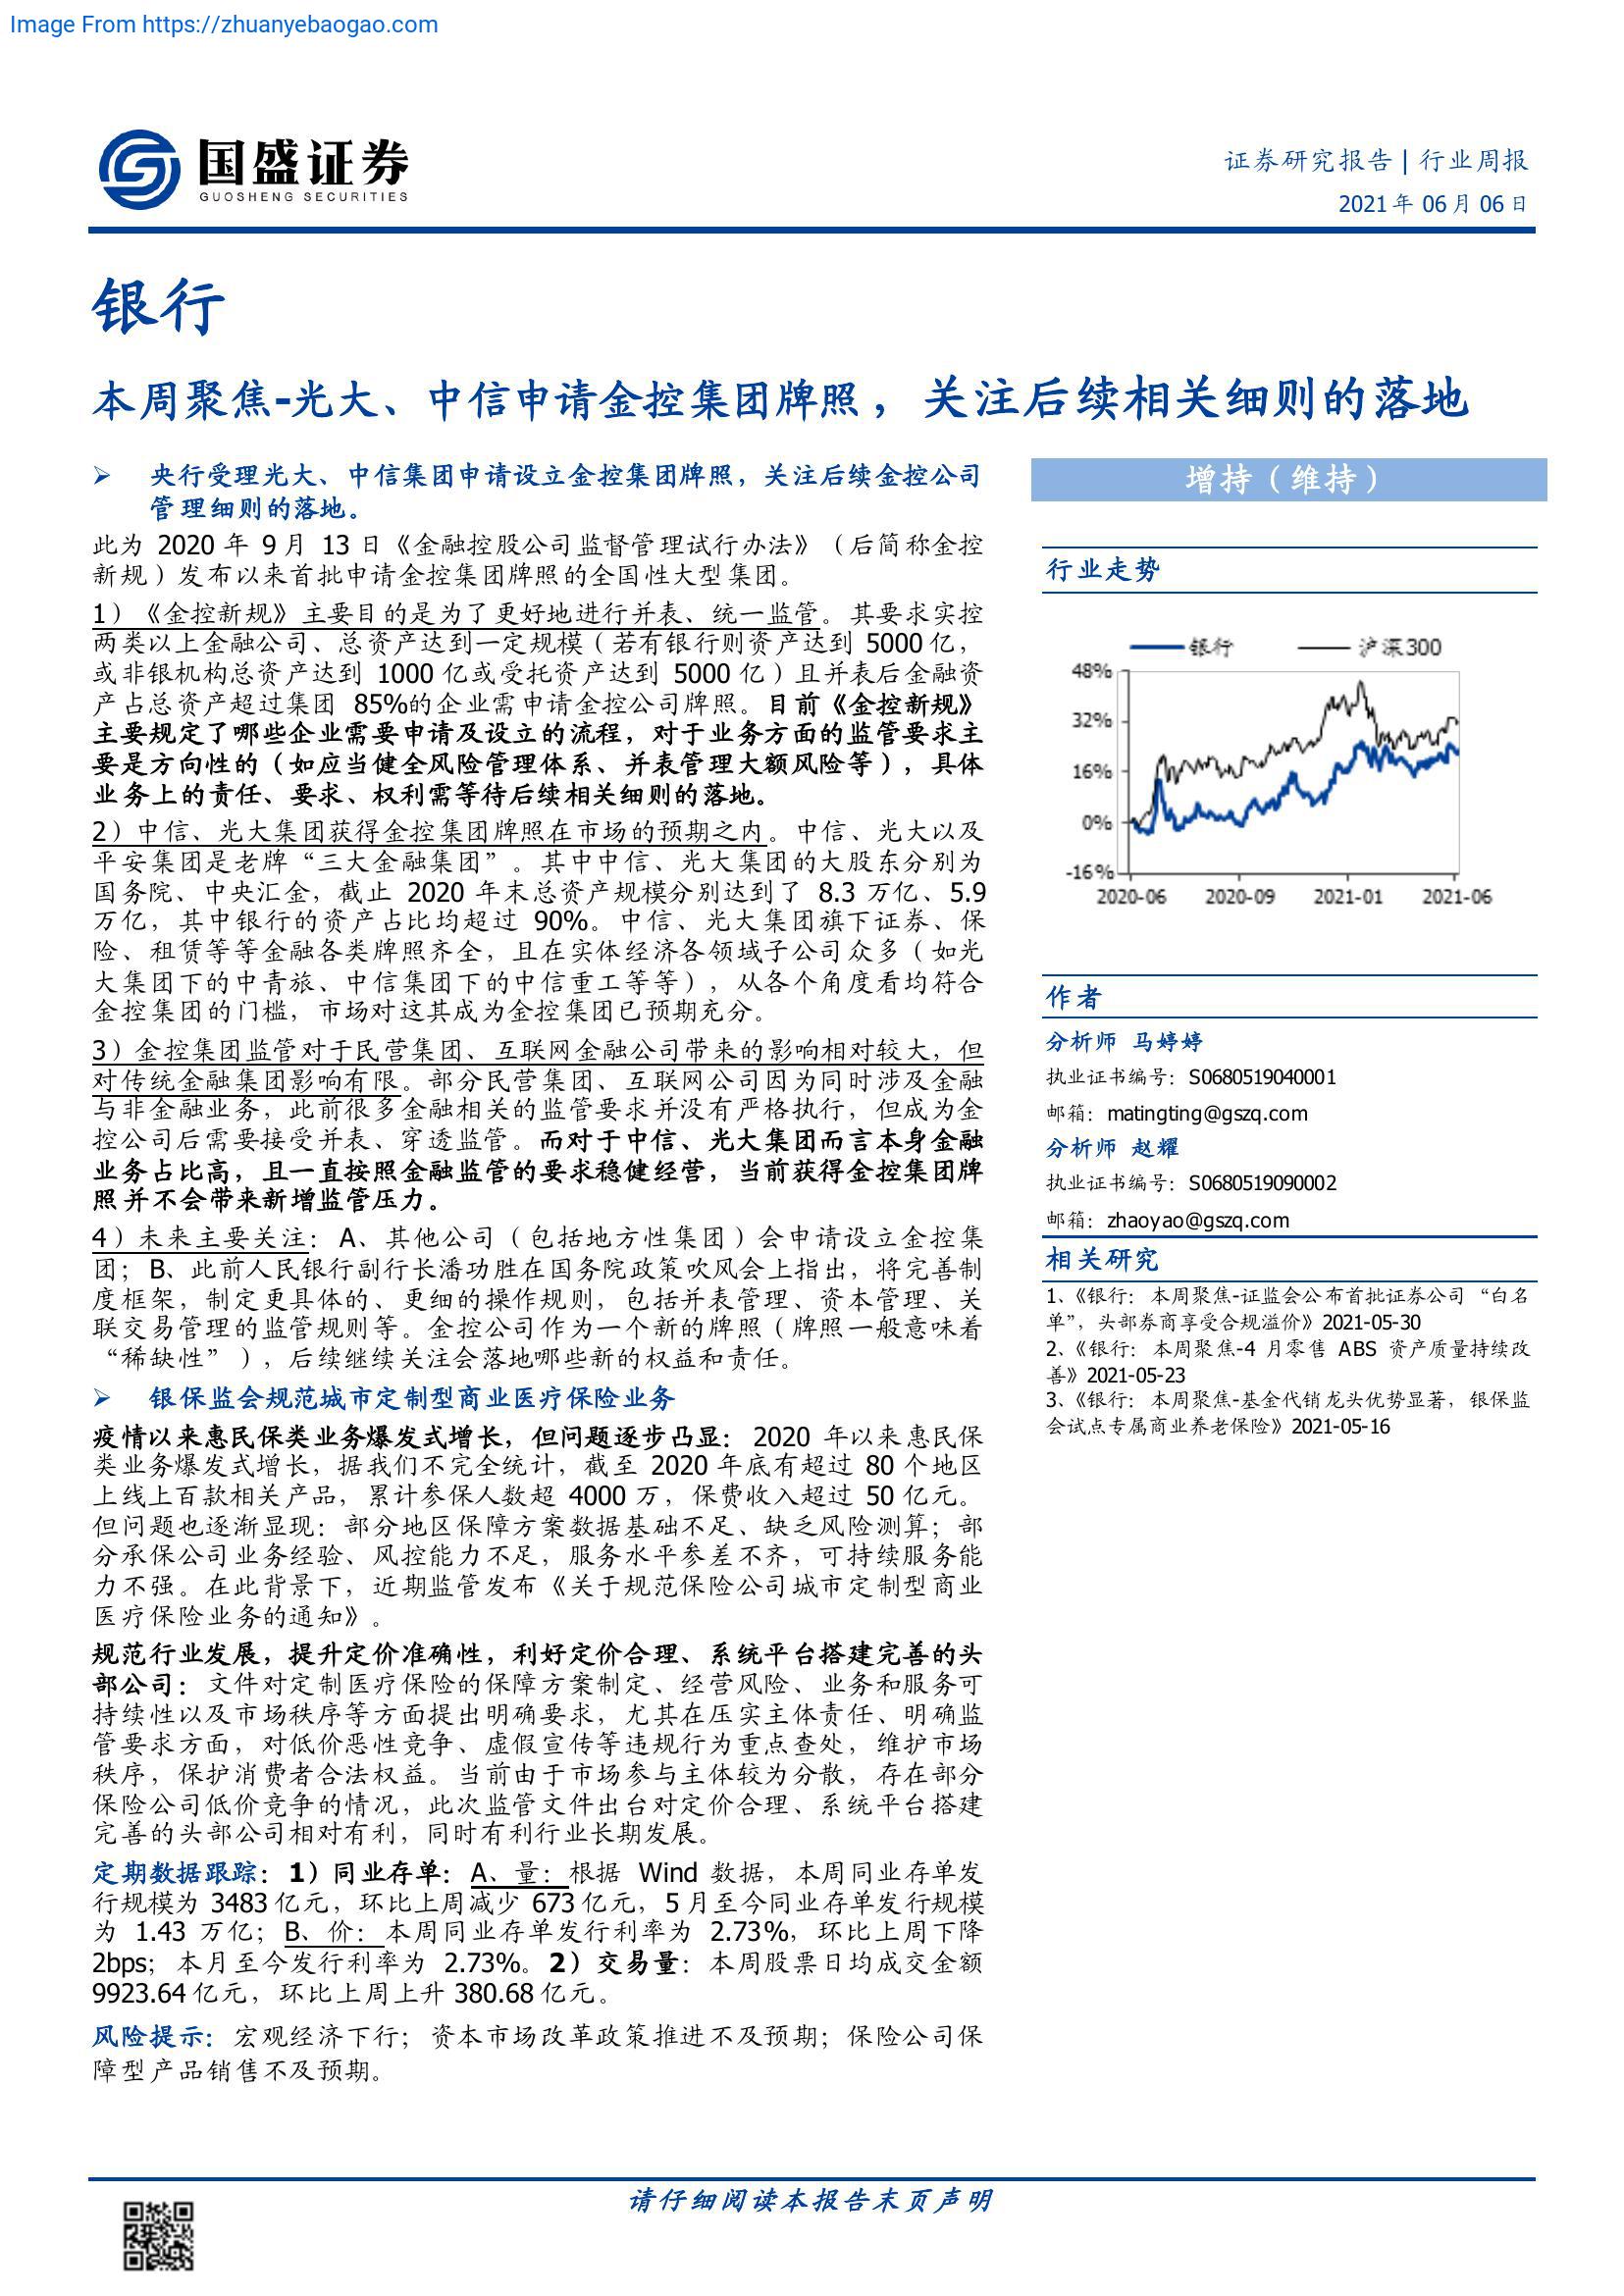 Image From https://zhuanyebaogao.com
国盛证券
GUOSHENG SECURITIES
证券研究报告 | 行业周报
2021年 06月 06日
银行
本周聚焦-光大、中信申请金控集团牌照，关注后续相关细则的落地
➢ 央行受理光大、中信集团申请设立金控集团牌照，关注后续金控公司
管理细则的落地。
此为 2020 年 9月 13 日《金融控股公司监督管理试行办法》（后简称金控
新规）发布以来首批申请金控集团牌照的全国性大型集团。
1）《金控新规》主要目的是为了更好地进行并表、统一监管。其要求实控
两类以上金融公司、总资产达到一定规模（若有银行则资产达到 5000亿，
或非银机构总资产达到 1000 亿或受托资产达到 5000 亿）且并表后金融资
产占总资产超过集团 85%的企业需申请金控公司牌照。目前《金控新规》
主要规定了哪些企业需要申请及设立的流程，对于业务方面的监管要求主
要是方向性的（如应当健全风险管理体系、并表管理大额风险等），具体
业务上的责任、要求、权利需等待后续相关细则的落地。
2）中信、光大集团获得金控集团牌照在市场的预期之内。中信、光大以及
平安集团是老牌“三大金融集团”。其中中信、光大集团的大股东分别为
国务院、中央汇金，截止 2020 年末总资产规模分别达到了 8.3 万亿、5.9
万亿，其中银行的资产占比均超过 90%。中信、光大集团旗下证券、保
险、租赁等等金融各类牌照齐全，且在实体经济各领域子公司众多（如光
大集团下的中青旅、中信集团下的中信重工等等），从各个角度看均符合
金控集团的门槛，市场对这其成为金控集团已预期充分。
3）金控集团监管对于民营集团、互联网金融公司带来的影响相对较大，但
对传统金融集团影响有限。部分民营集团、互联网公司因为同时涉及金融
与非金融业务，此前很多金融相关的监管要求并没有严格执行，但成为金
控公司后需要接受并表、穿透监管。而对于中信、光大集团而言本身金融
业务占比高，且一直按照金融监管的要求稳健经营，当前获得金控集团牌
照并不会带来新增监管压力。
4）未来主要关注：A、其他公司（包括地方性集团）会申请设立金控集
团；B、此前人民银行副行长潘功胜在国务院政策吹风会上指出，将完善制
度框架，制定更具体的、更细的操作规则，包括并表管理、资本管理、关
联交易管理的监管规则等。金控公司作为一个新的牌照（牌照一般意味着
“稀缺性”），后续继续关注会落地哪些新的权益和责任。
➢ 银保监会规范城市定制型商业医疗保险业务
疫情以来惠民保类业务爆发式增长，但问题逐步凸显：2020 年以来惠民保
类业务爆发式增长，据我们不完全统计，截至 2020 年底有超过 80 个地区
上线上百款相关产品，累计参保人数超 4000 万，保费收入超过 50 亿元。
但问题也逐渐显现：部分地区保障方案数据基础不足、缺乏风险测算；部
分承保公司业务经验、风控能力不足，服务水平参差不齐，可持续服务能
力不强。在此背景下，近期监管发布《关于规范保险公司城市定制型商业
医疗保险业务的通知》。
规范行业发展，提升定价准确性，利好定价合理、系统平台搭建完善的头
部公司：文件对定制医疗保险的保障方案制定、经营风险、业务和服务可
持续性以及市场秩序等方面提出明确要求，尤其在压实主体责任、明确监
管要求方面，对低价恶性竞争、虚假宣传等违规行为重点查处，维护市场
秩序，保护消费者合法权益。当前由于市场参与主体较为分散，存在部分
保险公司低价竞争的情况，此次监管文件出台对定价合理、系统平台搭建
完善的头部公司相对有利，同时有利行业长期发展。
定期数据跟踪：1）同业存单：A、量：根据 Wind 数据，本周同业存单发
行规模为 3483亿元，环比上周减少 673亿元，5月至今同业存单发行规模
为 1.43 万亿；B、价：本周同业存单发行利率为 2.73%，环比上周下降
2bps；本月至今发行利率为 2.73%。2）交易量：本周股票日均成交金额
9923.64亿元，环比上周上升380.68亿元。
风险提示：宏观经济下行；资本市场改革政策推进不及预期；保险公司保
障型产品销售不及预期。
增持（维持）
行业走势
银行 沪深300
48%
32%
16%
0%
-16%
2020-06 2020-09 2021-01 2021-06
作者
分析师 马婷婷
执业证书编号：S0680519040001
邮箱：matingting@gszq.com
分析师 赵耀
执业证书编号：S0680519090002
邮箱：zhaoyao@gszq.com
相关研究
1、《银行：本周聚焦-证监会公布首批证券公司“白名
单”，头部券商享受合规溢价》2021-05-30
2、《银行：本周聚焦-4 月零售 ABS 资产质量持续改
善》2021-05-23
3、《银行：本周聚焦-基金代销龙头优势显著，银保监
会试点专属商业养老保险》2021-05-16
请仔细阅读本报告末页声明